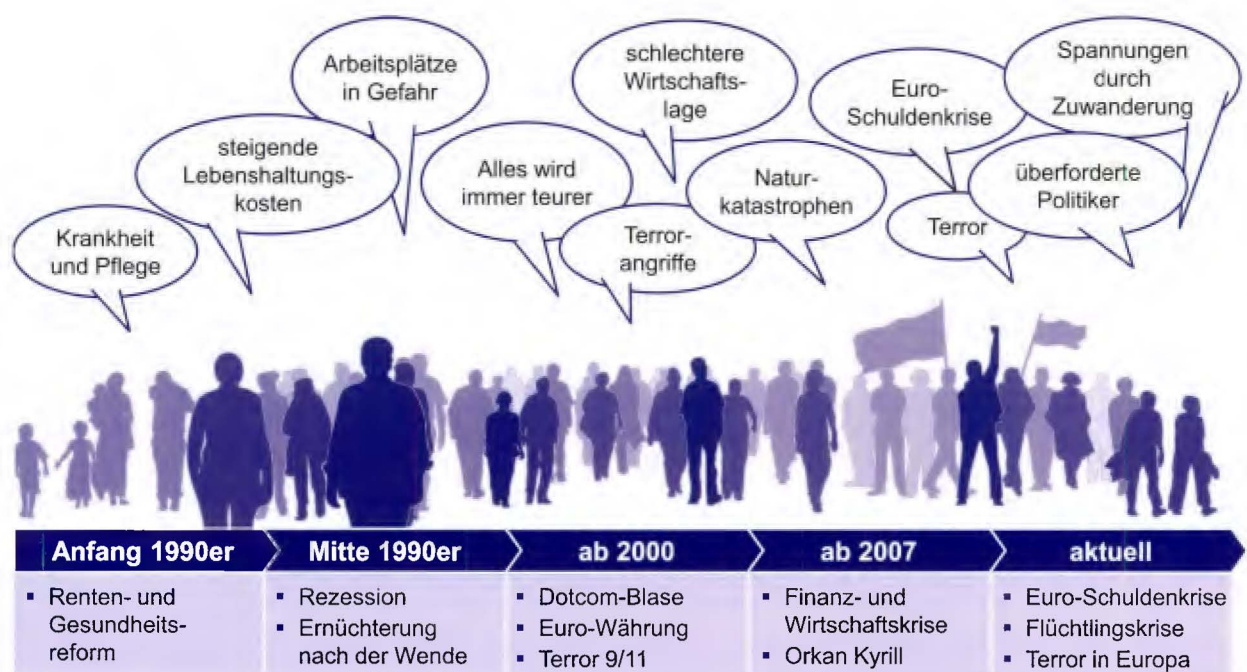 Krankheit
und Pflege
steigende
Lebenshaltungs-
kosten
Arbeitsplätze
in Gefahr
Alles wird
immer teurer
schlechtere
Wirtschafts-
lage
Terror-
angriffe
Natur-
katastrophen
Euro-
Schuldenkrise
Terror
überforderte
Politiker
Spannungen
durch
Zuwanderung
Anfang 1990er
▪ Renten- und
Gesundheits-
reform
Mitte 1990er
▪ Rezession
▪ Ernüchterung
nach der Wende
ab 2000
▪ Dotcom-Blase
▪ Euro-Währung
▪ Terror 9/11
ab 2007
▪ Finanz- und
Wirtschaftskrise
▪ Orkan Kyrill
aktuell
▪ Euro-Schuldenkrise
▪ Flüchtlingskrise
▪ Terror in Europa